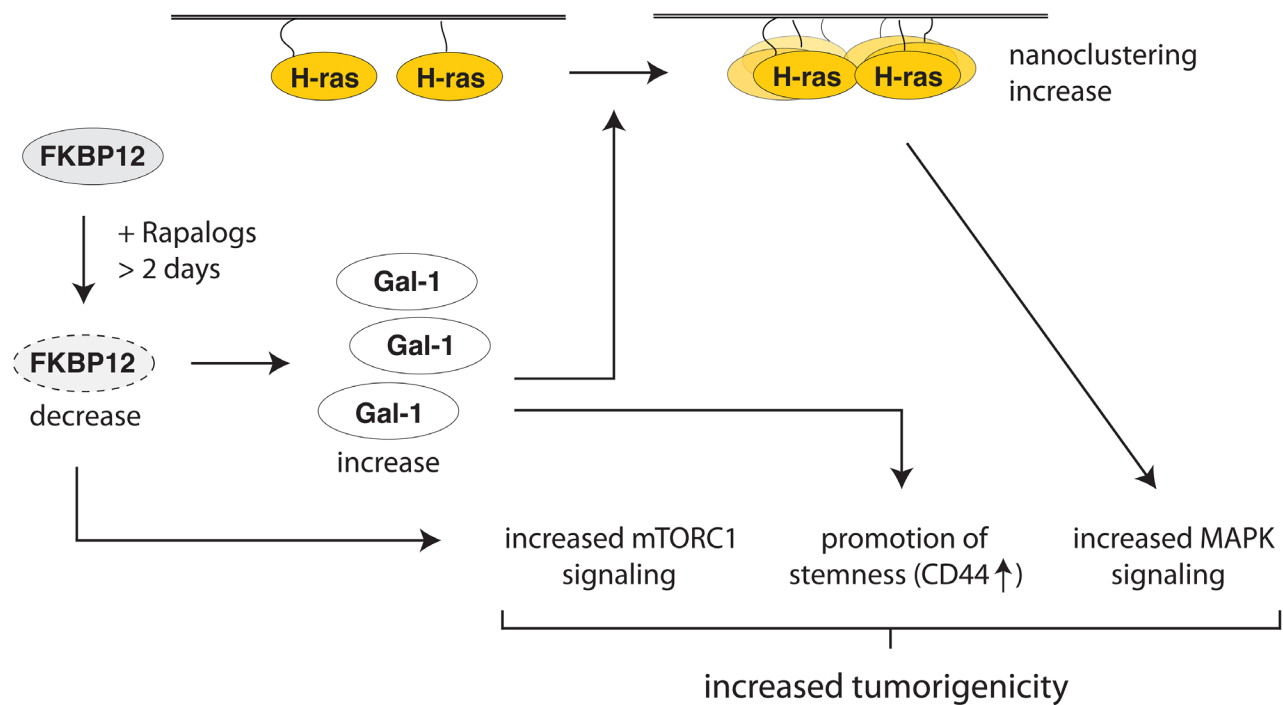 H-ras
H-ras
H-ras
H-ras
nanoclustering
increase
FKBP12
+ Rapalogs
> 2 days
Gal-1
Gal-1
Gal-1
increase
FKBP12
decrease
increased mTORC1
signaling
promotion of
stemness (CD44↑)
increased MAPK
signaling
increased tumorigenicity